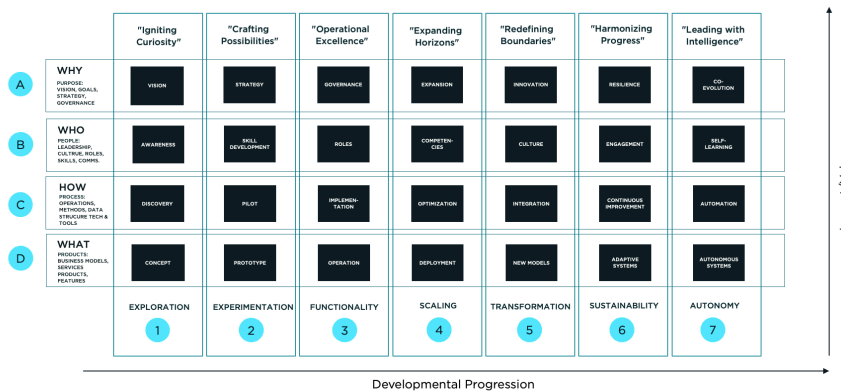 "Igniting
Curiosity"
"Crafting
Possibilities"
"Operational
Excellence"
"Expanding
Horizons"
"Redefining
Boundaries"
"Harmonizing
Progress"
"Leading with
Intelligence"
A
WHY
PURPOSE:
VISION, GOALS,
STRATEGY,
GOVERNANCE
VISION
STRATEGY
GOVERNANCE
EXPANSION
INNOVATION
RESILIENCE
CO-
EVOLUTION
B
WHO
PEOPLE:
LEADERSHIP,
CULTRUE, ROLES,
SKILLS, COMMS.
AWARENESS
SKILL
DEVELOPMENT
ROLES
COMPETEN-
CIES
CULTURE
ENGAGEMENT
SELF-
LEARNING
C
HOW
PROCESS:
OPERATIONS,
METHODS, DATA
STRUCURE TECH &
TOOLS
DISCOVERY
PILOT
IMPLEMEN-
TATION
OPTIMIZATION
INTEGRATION
CONTINUOUS
IMPROVEMENT
AUTOMATION
D
WHAT
PRODUCTS:
BUSINESS MODELS,
SERVICES
PRODUCTS,
FEATURES
CONCEPT
PROTOTYPE
OPERATION
DEPLOYMENT
NEW MODELS
ADAPTIVE
SYSTEMS
AUTONOMOUS
SYSTEMS
EXPLORATION
EXPERIMENTATION
FUNCTIONALITY
SCALING
TRANSFORMATION
SUSTAINABILITY
AUTONOMY
1
2
3
4
5
6
7
Developmental Progression